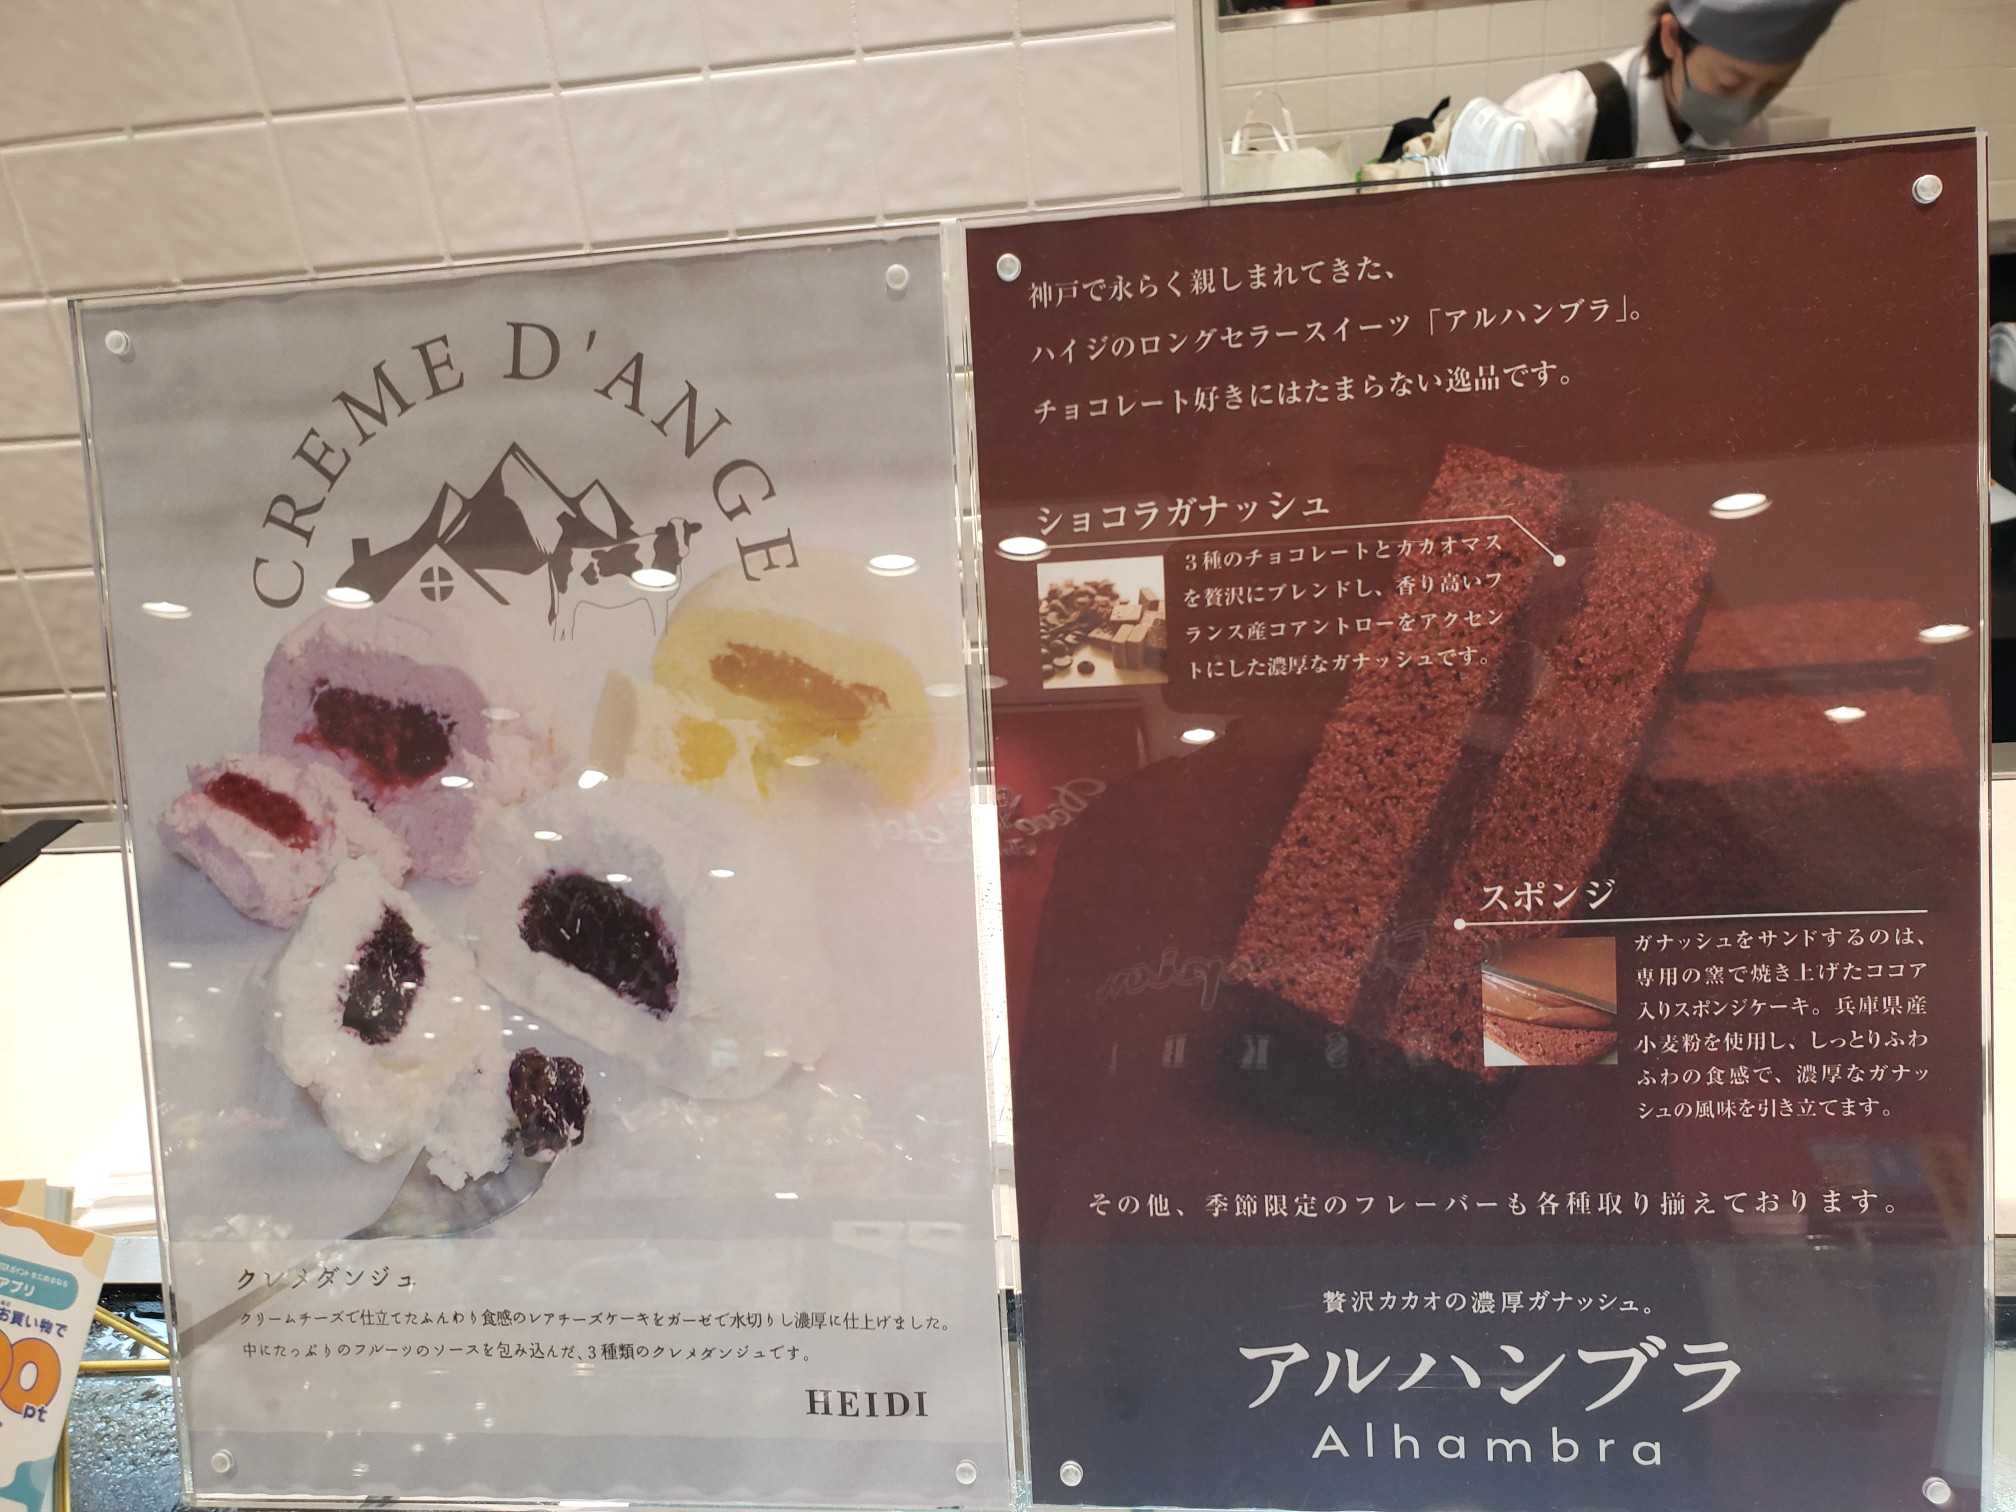 CREME D'ANGE
クレメダンジュ
クリームチーズで仕立てたふんわり食感のレアチーズケーキをガーゼで水切りし濃厚に仕上げました。
中にたっぷりのフルーツのソースを包み込んだ、3種類のクレメダンジュです。
HEIDI
神戸で永らく親しまれてきた、
ハイジのロングセラースイーツ「アルハンブラ」。
チョコレート好きにはたまらない逸品です。
ショコラガナッシュ
3種のチョコレートとカカオマス
を贅沢にブレンドし、香り高いフ
ランス産コアントローをアクセン
トにした濃厚なガナッシュです。
スポンジ
ガナッシュをサンドするのは、
専用の窯で焼き上げたココア
入りスポンジケーキ。兵庫県産
小麦粉を使用し、しっとりふわ
ふわの食感で、濃厚なガナッ
シュの風味を引き立てます。
その他、季節限定のフレーバーも各種取り揃えております。
贅沢カカオの濃厚ガナッシュ。
アルハンブラ
Alhambra
アプリ
お買い物で
pt